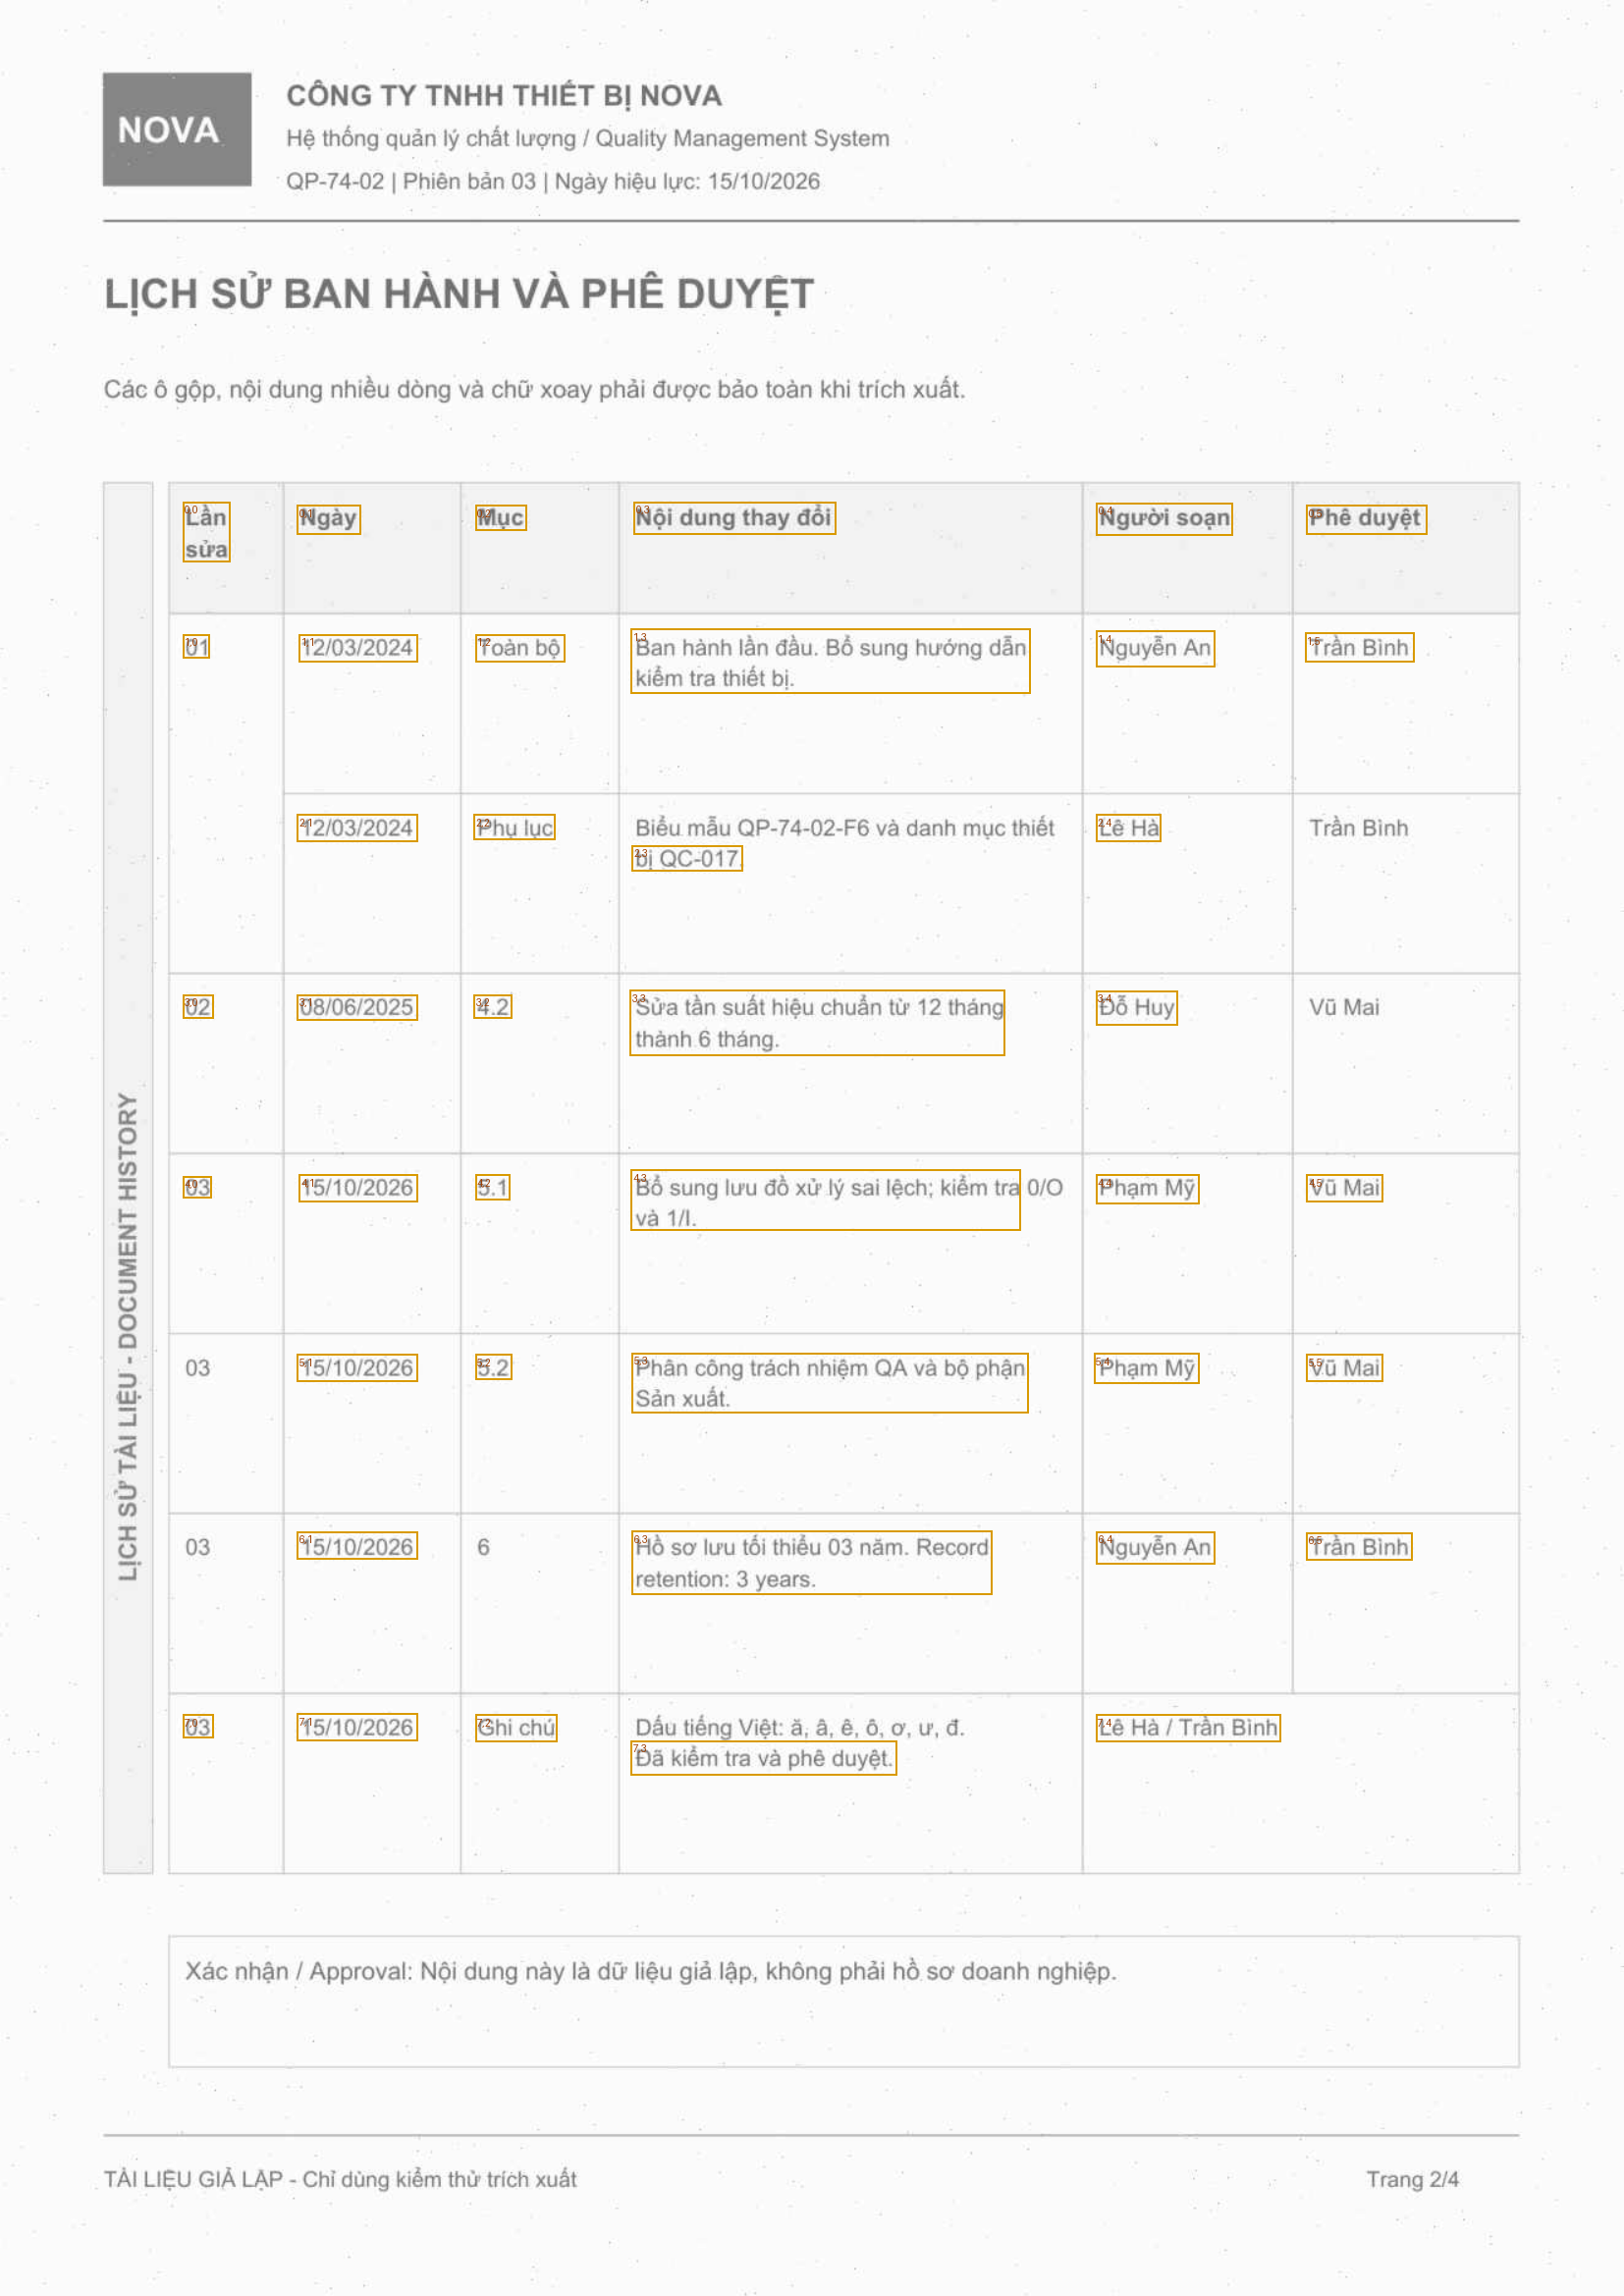 NOVA
CÔNG TY TNHH THIẾT BỊ NOVA
Hệ thống quản lý chất lượng / Quality Management System
QP-74-02 | Phiên bản 03 | Ngày hiệu lực: 15/10/2026
LỊCH SỬ BAN HÀNH VÀ PHÊ DUYỆT
Các ô gộp, nội dung nhiều dòng và chữ xoay phải được bảo toàn khi trích xuất.
LỊCH SỬ TÀI LIỆU - DOCUMENT HISTORY
Lần sửa | Ngày | Mục | Nội dung thay đổi | Người soạn | Phê duyệt
01 | 12/03/2024 | Toàn bộ | Ban hành lần đầu. Bổ sung hướng dẫn kiểm tra thiết bị. | Nguyễn An | Trần Bình
12/03/2024 | Phụ lục | Biểu mẫu QP-74-02-F6 và danh mục thiết bị QC-017. | Lê Hà | Trần Bình
02 | 08/06/2025 | 4.2 | Sửa tần suất hiệu chuẩn từ 12 tháng thành 6 tháng. | Đỗ Huy | Vũ Mai
03 | 15/10/2026 | 5.1 | Bổ sung lưu đồ xử lý sai lệch; kiểm tra 0/O và 1/I. | Phạm Mỹ | Vũ Mai
03 | 15/10/2026 | 5.2 | Phân công trách nhiệm QA và bộ phận Sản xuất. | Phạm Mỹ | Vũ Mai
03 | 15/10/2026 | 6 | Hồ sơ lưu tối thiểu 03 năm. Record retention: 3 years. | Nguyễn An | Trần Bình
03 | 15/10/2026 | Ghi chú | Dấu tiếng Việt: ă, â, ê, ô, ơ, ư, đ. Đã kiểm tra và phê duyệt. | Lê Hà / Trần Bình
Xác nhận / Approval: Nội dung này là dữ liệu giả lập, không phải hồ sơ doanh nghiệp.
TÀI LIỆU GIẢ LẬP - Chỉ dùng kiểm thử trích xuất
Trang 2/4